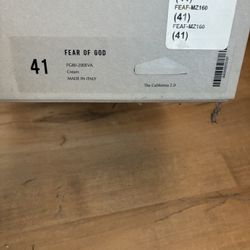 (41)
FEAF-MZ160
(41)
FEAF-MZ160
(41)
FEAR OF GOD
41
FG80-200EVA
Cream
MADE IN ITALY
The California 2.0